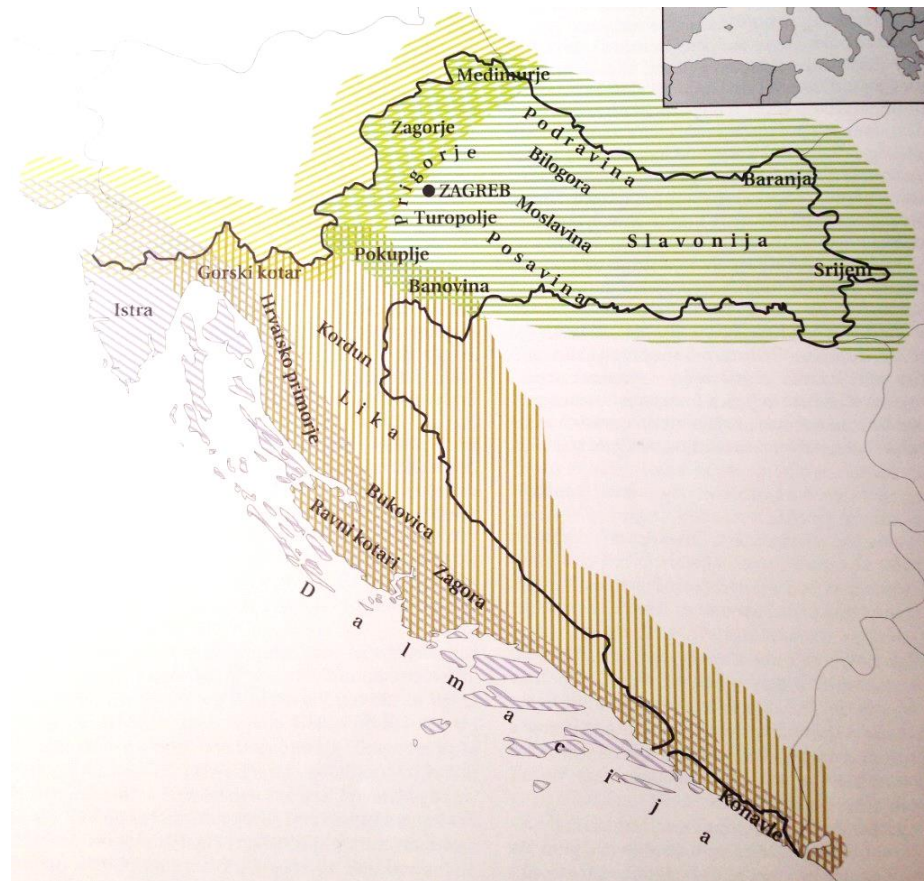 Međimurje
Zagorje
Podravina
Prigorje
Bilogora
Baranja
ZAGREB
Moslavina
Turopolje
Slavonija
Posavina
Pokuplje
Srijem
Gorski kotar
Banovina
Istra
Hrvatsko primorje
Kordun
Lika
Bukovica
Ravni kotari
Zagora
Dalmacija
Konavle